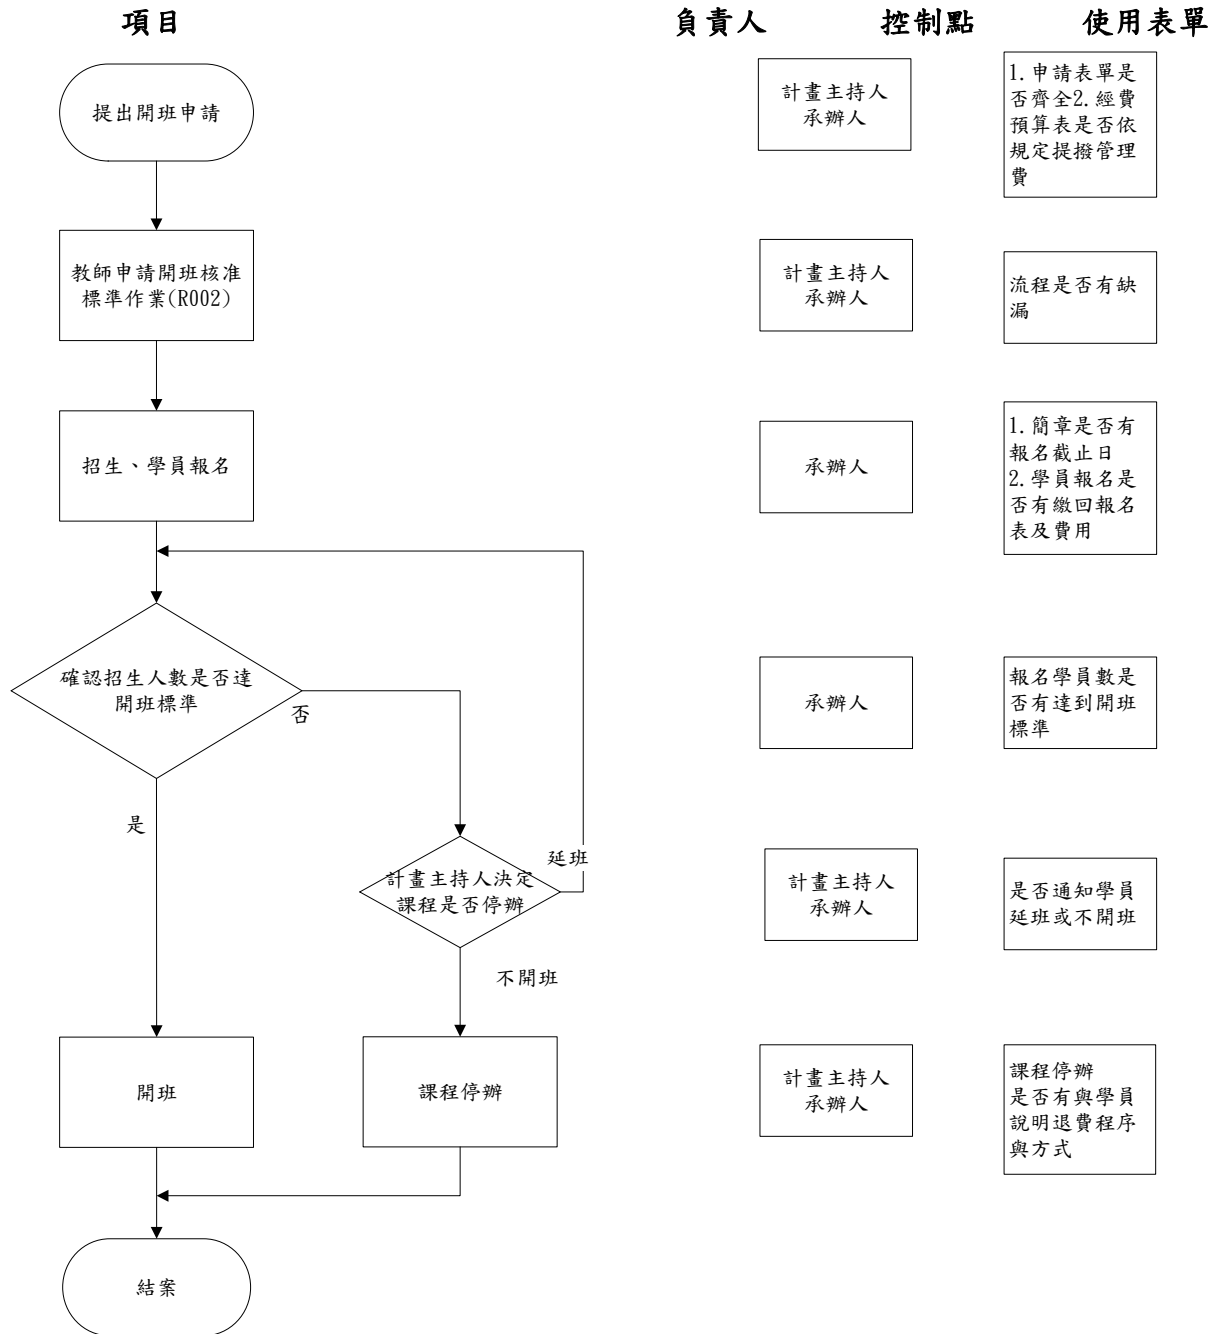 項目
負責人
控制點
使用表單
提出開班申請
計畫主持人
承辦人
1.申請表單是
否齊全2.經費
預算表是否依
規定提撥管理
費
教師申請開班核准
標準作業(R002)
計畫主持人
承辦人
流程是否有缺
漏
招生、學員報名
承辦人
1.簡章是否有
報名截止日
2.學員報名是
否有繳回報名
表及費用
確認招生人數是否達
開班標準
否
是
承辦人
報名學員數是
否有達到開班
標準
計畫主持人決定
課程是否停辦
延班
不開班
計畫主持人
承辦人
是否通知學員
延班或不開班
開班
課程停辦
計畫主持人
承辦人
課程停辦
是否有與學員
說明退費程序
與方式
結案